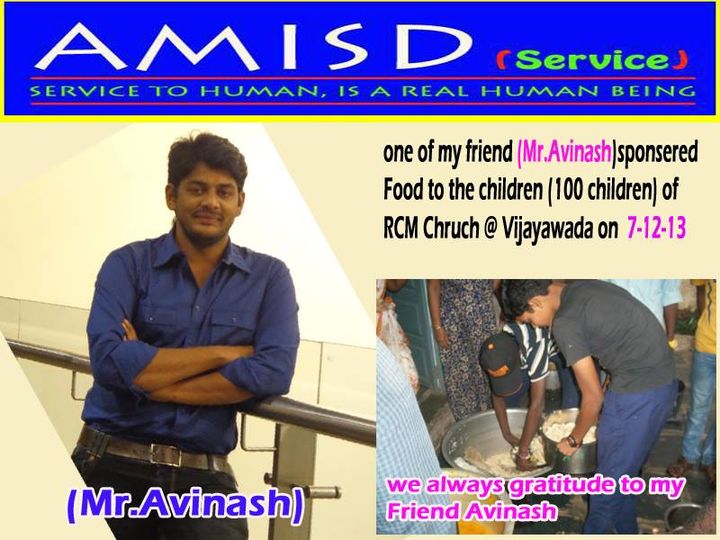 AMISD (Service)
SERVICE TO HUMAN, IS A REAL HUMAN BEING
one of my friend (Mr.Avinash)sponsered
Food to the children (100 children) of
RCM Chruch @ Vijayawada on 7-12-13
(Mr.Avinash)
we always gratitude to my
Friend Avinash